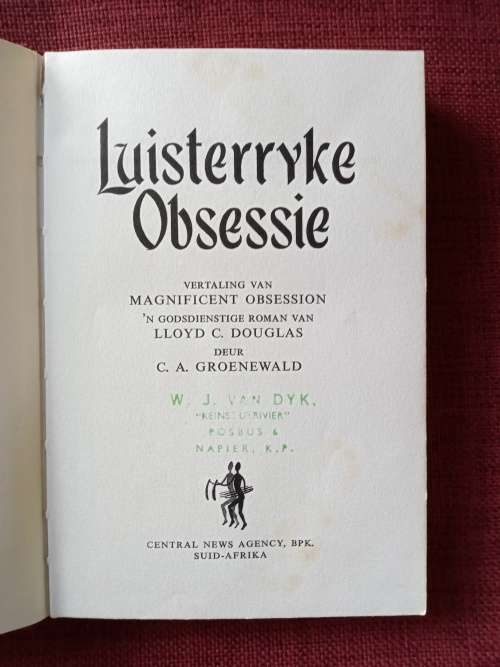 Luisterryke
Obsessie
VERTALING VAN
MAGNIFICENT OBSESSION
'N GODSDIENSTIGE ROMAN VAN
LLOYD C. DOUGLAS
DEUR
C. A. GROENEWALD
W. J. VAN DYK,
POSBUS 6
NAPIER, K.P.
CENTRAL NEWS AGENCY, BPK.
SUID-AFRIKA